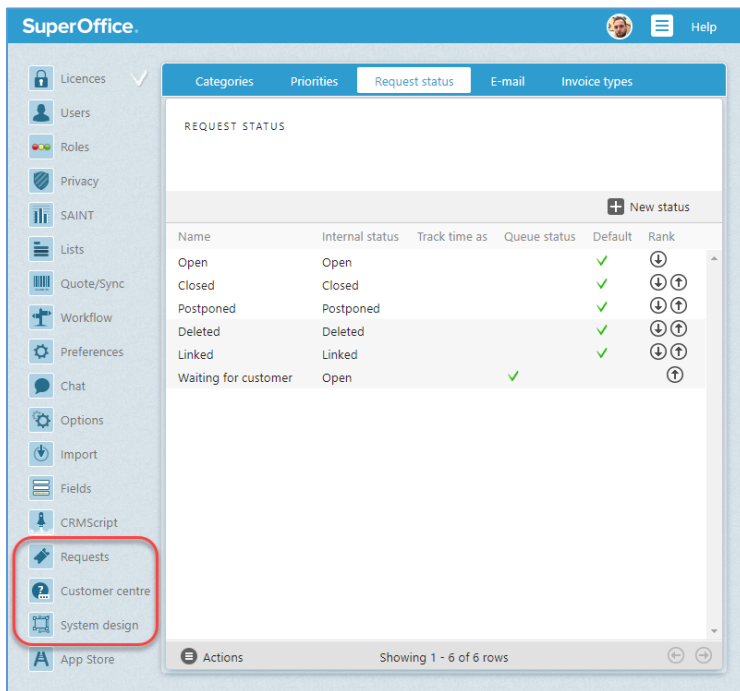 SuperOffice.
Help
Licences
Users
Roles
Privacy
SAINT
Lists
Quote/Sync
Workflow
Preferences
Chat
Options
Import
Fields
CRMScript
Requests
Customer centre
System design
App Store
Categories Priorities Request status E-mail Invoice types
REQUEST STATUS
New status
Name Internal status Track time as Queue status Default Rank
Open Open
Closed Closed
Postponed Postponed
Deleted Deleted
Linked Linked
Waiting for customer Open
Actions Showing 1 - 6 of 6 rows